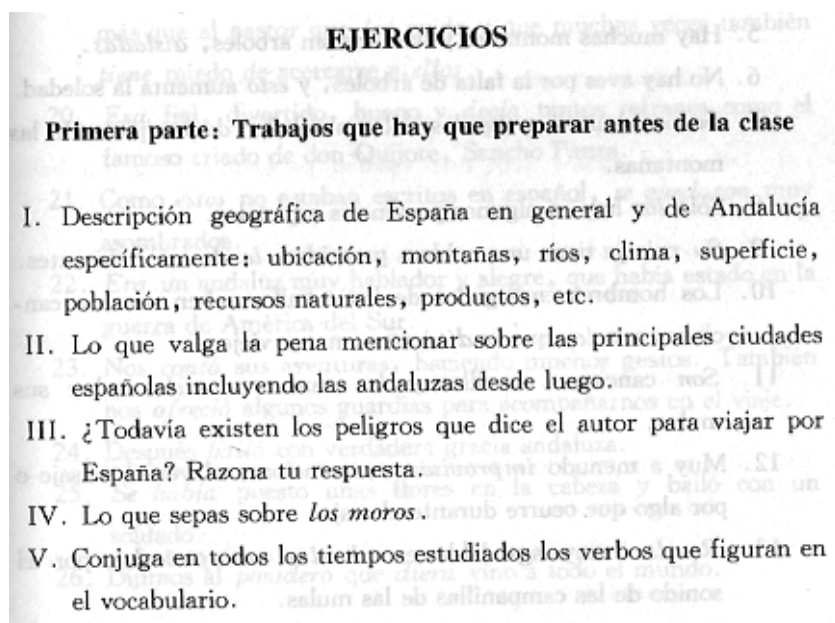 EJERCICIOS
Primera parte: Trabajos que hay que preparar antes de la clase
I. Descripción geográfica de España en general y de Andalucía
específicamente: ubicación, montañas, ríos, clima, superficie,
población, recursos naturales, productos, etc.
II. Lo que valga la pena mencionar sobre las principales ciudades
españolas incluyendo las andaluzas desde luego.
III. ¿Todavía existen los peligros que dice el autor para viajar por
España? Razona tu respuesta.
IV. Lo que sepas sobre los moros.
V. Conjuga en todos los tiempos estudiados los verbos que figuran en
el vocabulario.